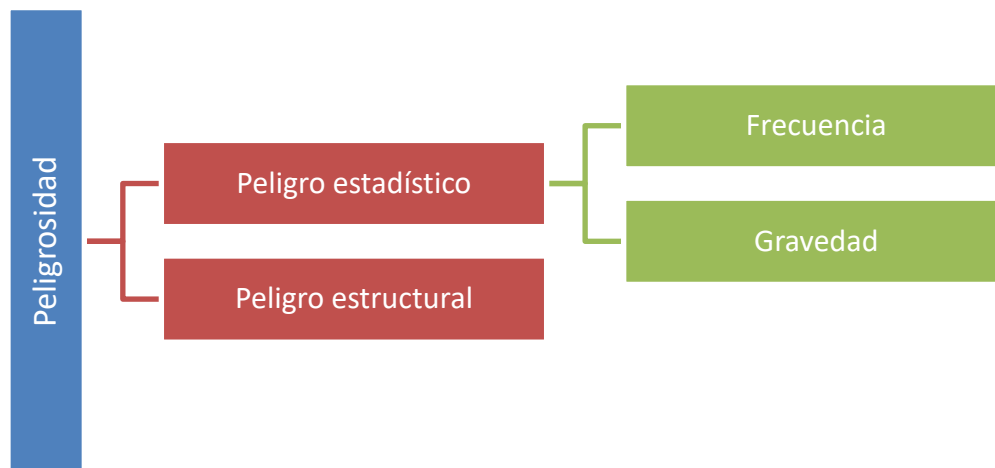 Peligrosidad
Peligro estadístico
Peligro estructural
Frecuencia
Gravedad